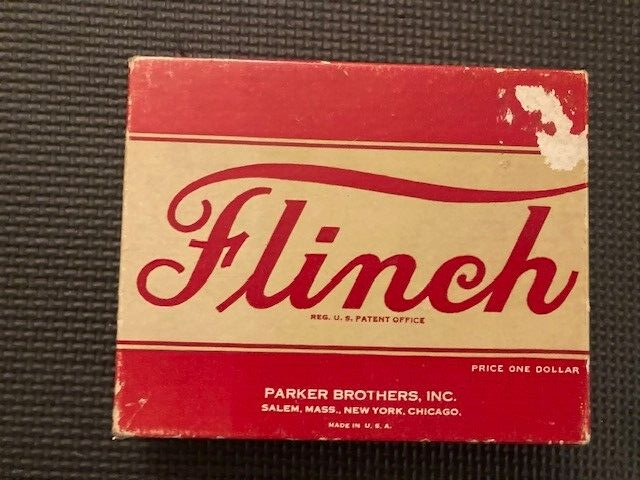 Flinch
REG. U. S. PATENT OFFICE
PRICE ONE DOLLAR
PARKER BROTHERS, INC.
SALEM, MASS., NEW YORK, CHICAGO.
MADE IN U. S. A.